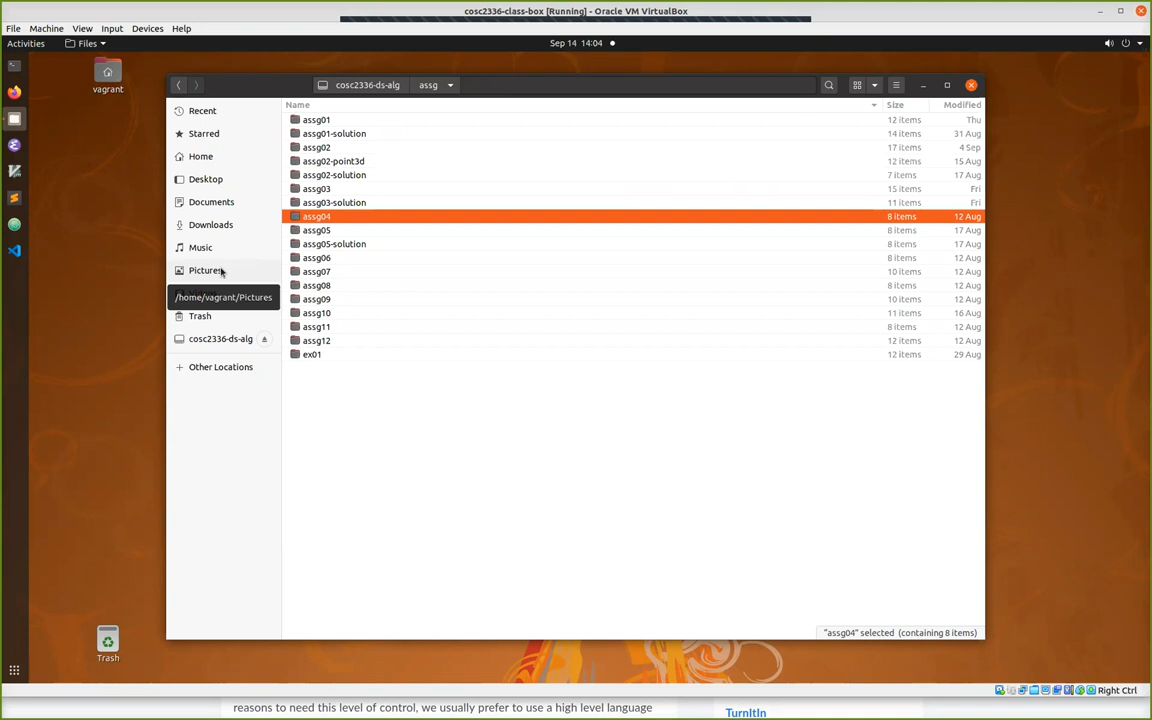 cosc2336-class-box [Running] - Oracle VM VirtualBox
File Machine View Input Devices Help
Activities Files Sep 14 14:04
vagrant
cosc2336-ds-alg assg
Recent
Starred
Home
Desktop
Documents
Downloads
Music
Pictures
/home/vagrant/Pictures
Trash
cosc2336-ds-alg
Other Locations
Name Size Modified
assg01 12 items Thu
assg01-solution 14 items 31 Aug
assg02 17 items 4 Sep
assg02-point3d 12 items 15 Aug
assg02-solution 7 items 17 Aug
assg03 15 items Fri
assg03-solution 11 items Fri
assg04 8 items 12 Aug
assg05 8 items 17 Aug
assg05-solution 8 items 17 Aug
assg06 8 items 12 Aug
assg07 10 items 12 Aug
assg08 8 items 12 Aug
assg09 10 items 12 Aug
assg10 11 items 16 Aug
assg11 8 items 12 Aug
assg12 12 items 12 Aug
ex01 12 items 29 Aug
"assg04" selected (containing 8 items)
Trash
Right Ctrl
reasons to need this level of control, we usually prefer to use a high level language
TurnItIn